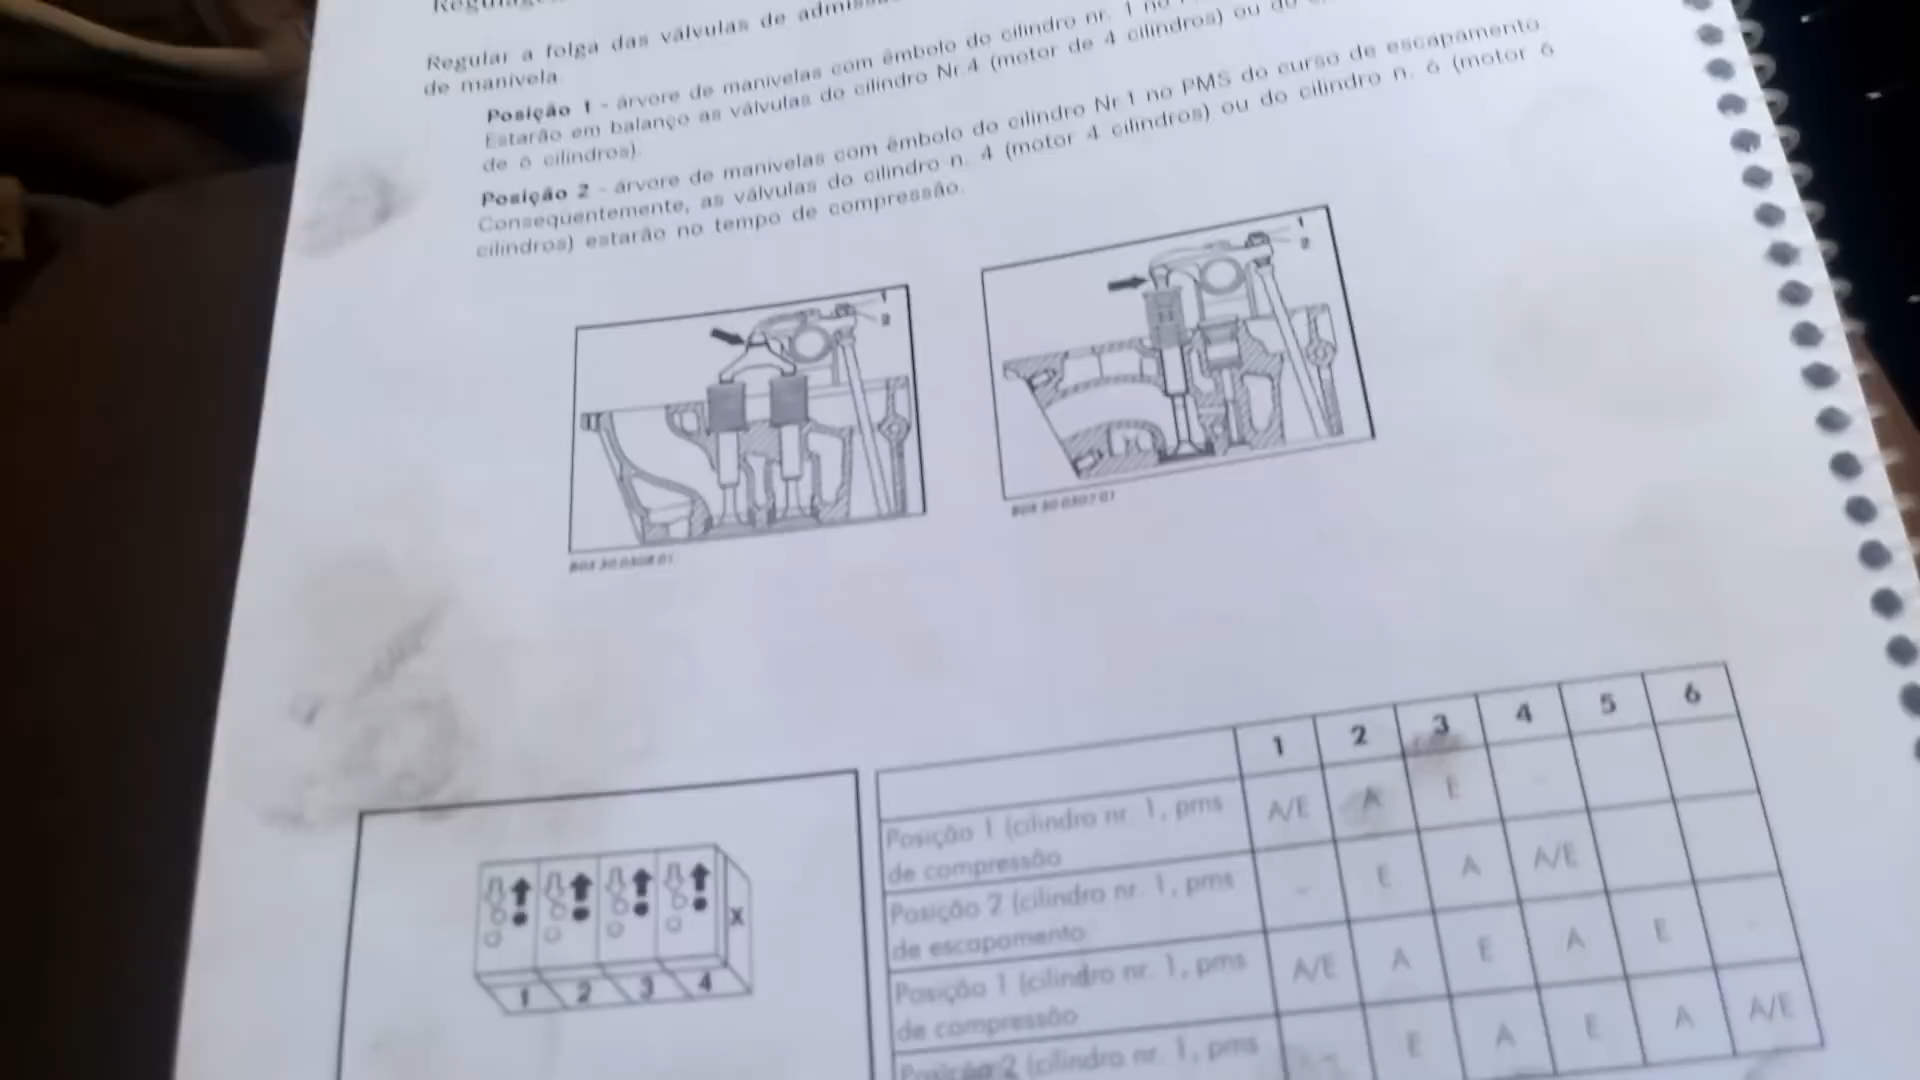 Regular a folga das válvulas de
de manivela
Posição 1 - árvore de manivelas com êmbolo do cilindro nr. 1 no
Estarão em balanço as válvulas do cilindro Nr.4 (motor de 4 cilindros) ou do
de 6 cilindros)
Posição 2 - árvore de manivelas com êmbolo do cilindro Nr.1 no PMS do curso de escapamento.
Consequentemente, as válvulas do cilindro n. 4 (motor 4 cilindros) ou do cilindro n. 6 (motor 6
cilindros) estarão no tempo de compressão.
1
2
1
2
1 2 3 4 5 6
Posição 1 (cilindro nr. 1, pms
de compressão
A/E A E -
Posição 2 (cilindro nr. 1, pms
de escapamento
- E A A/E
Posição 1 (cilindro nr. 1, pms
de compressão
A/E A E A E -
Posição 2 (cilindro nr. 1, pms
- E A E A A/E
X
1 2 3 4